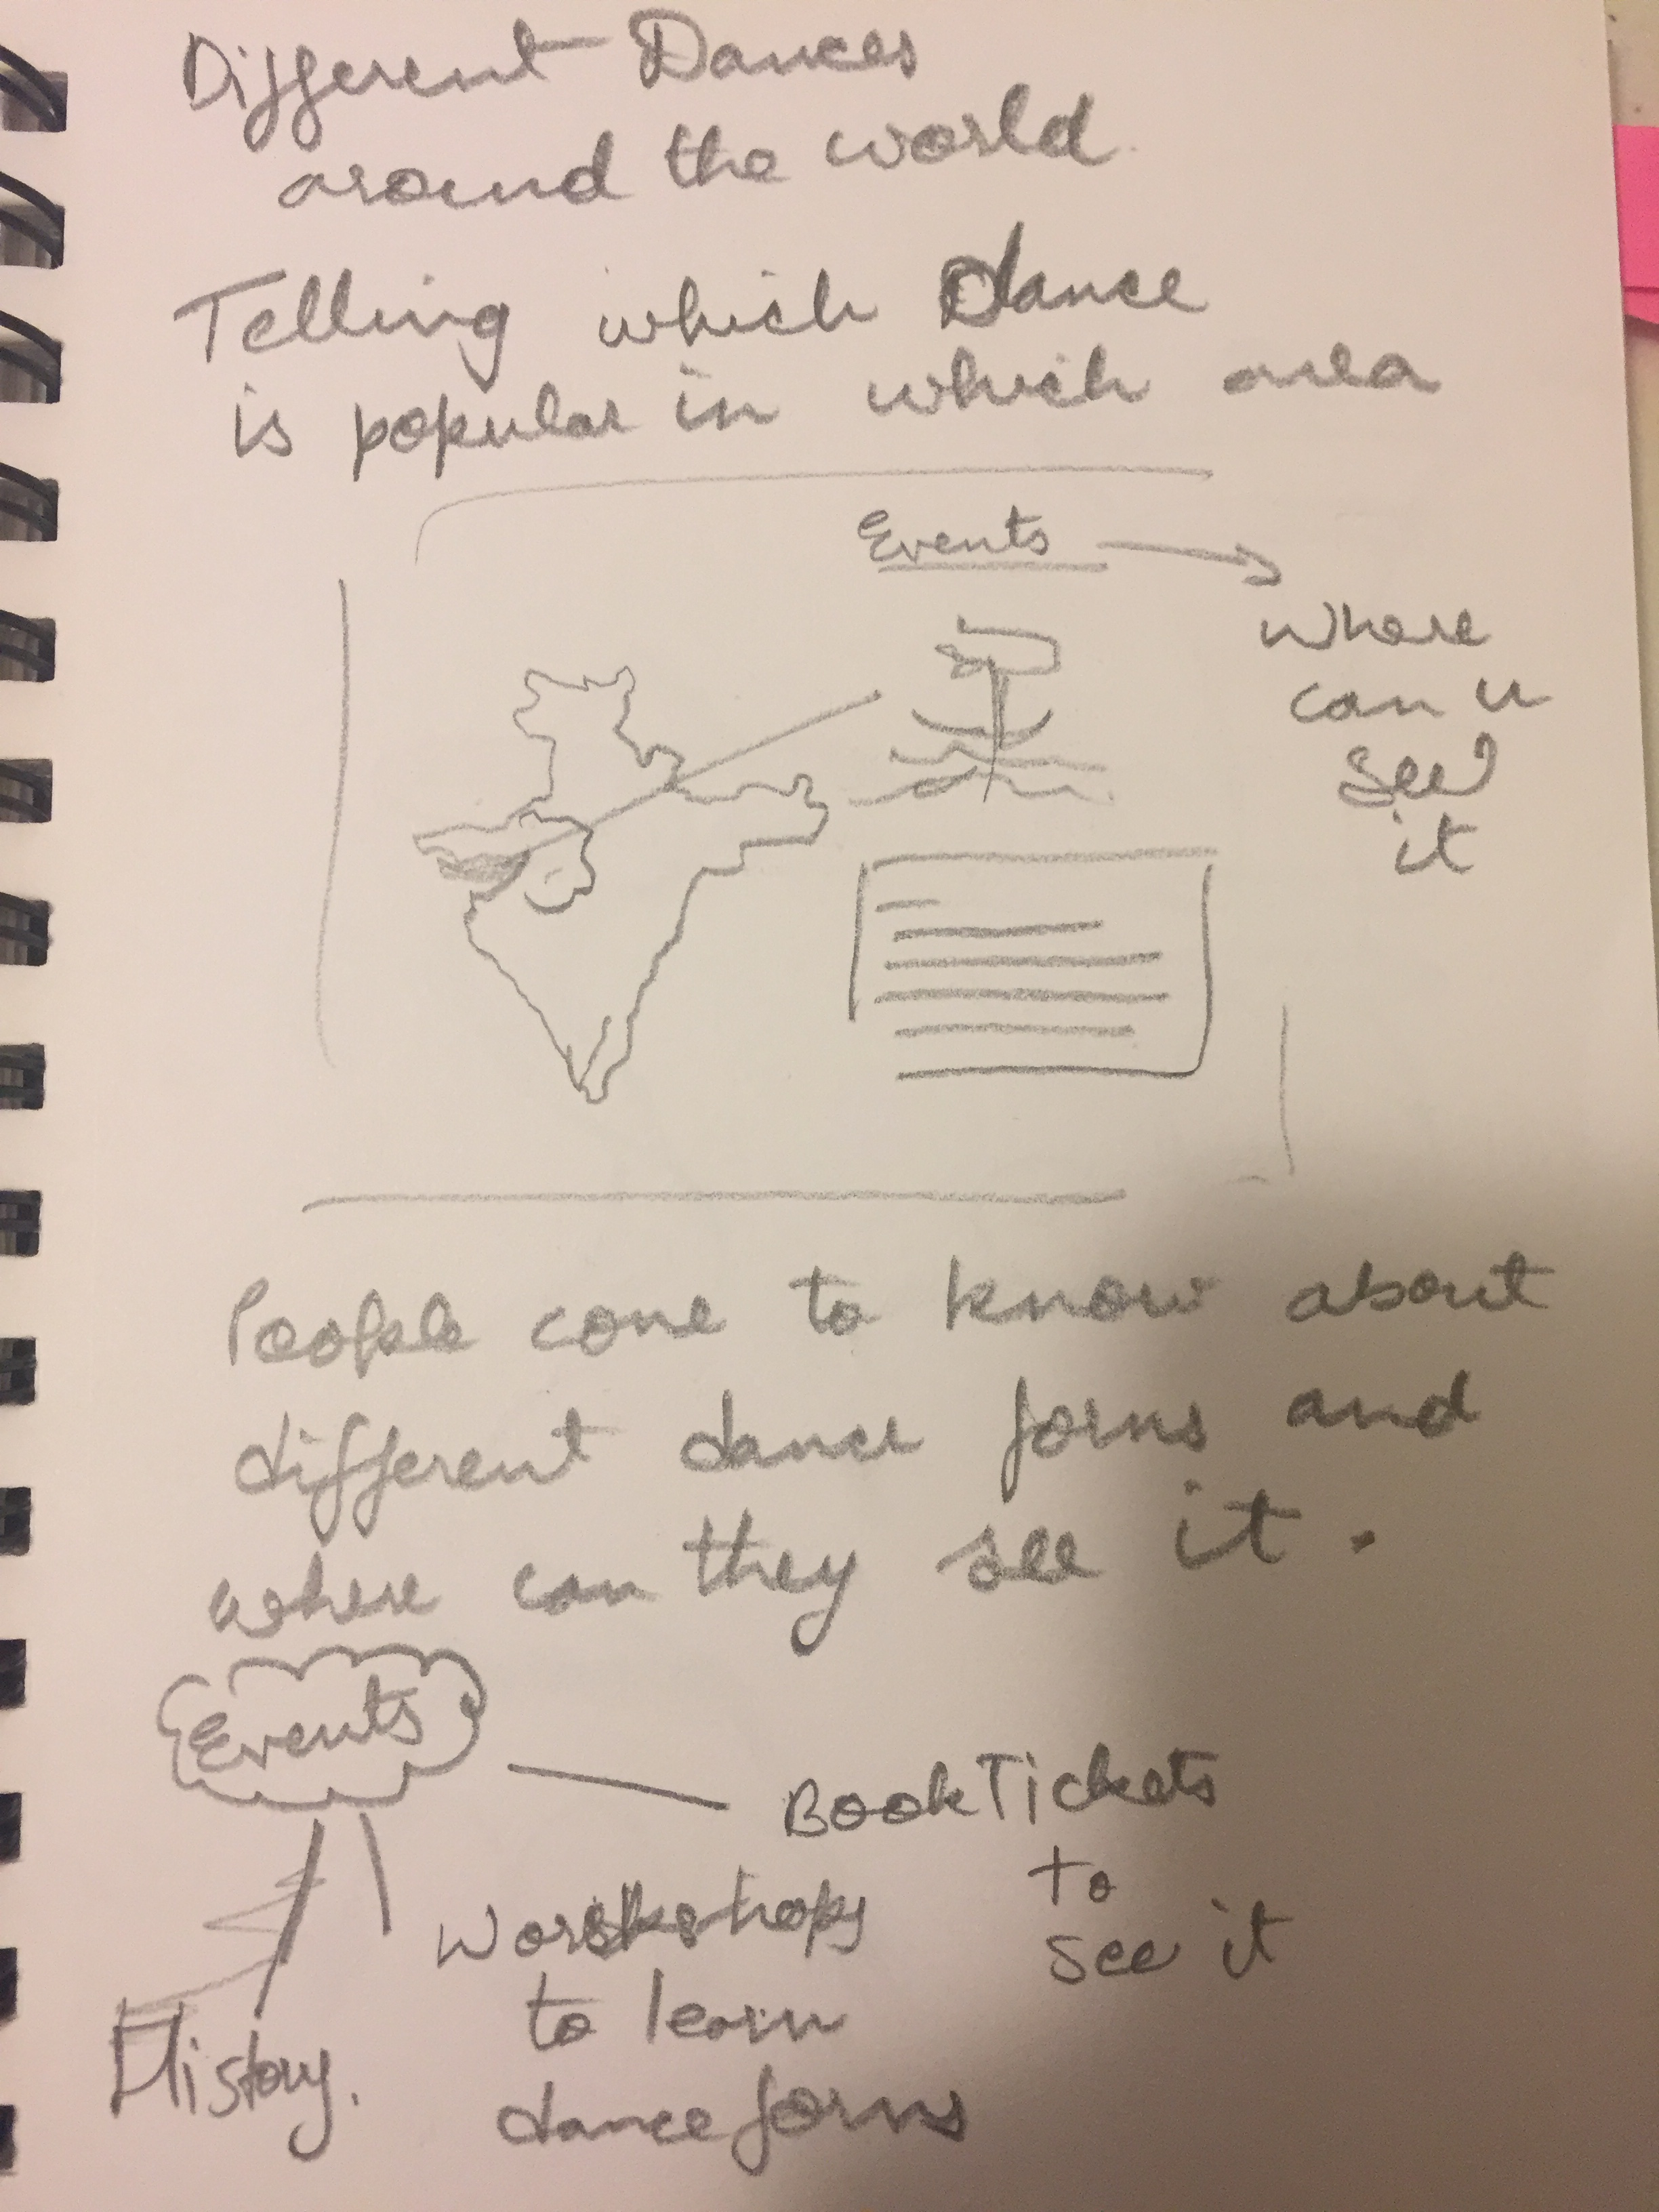 Different Dances
around the world.
Telling which Dance
is popular in which area
Events
where
can u
see
it
People come to know about
different dance forms and
where can they see it.
Events
Book Tickets
to
see it
Workshops
to learn
dance forms
History.